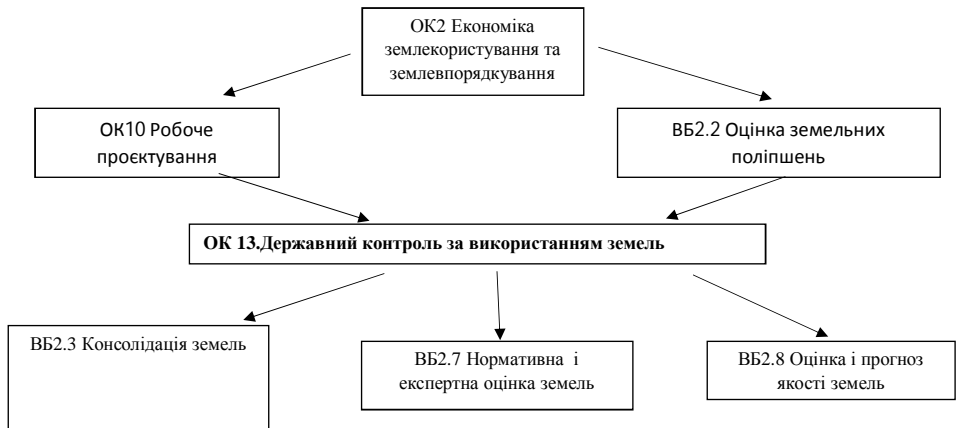 ОК2 Економіка
землекористування та
землевпорядкування
ОК10 Робоче
проєктування
ВБ2.2 Оцінка земельних
поліпшень
ОК 13.Державний контроль за використанням земель
ВБ2.3 Консолідація земель
ВБ2.7 Нормативна і
експертна оцінка земель
ВБ2.8 Оцінка і прогноз
якості земель